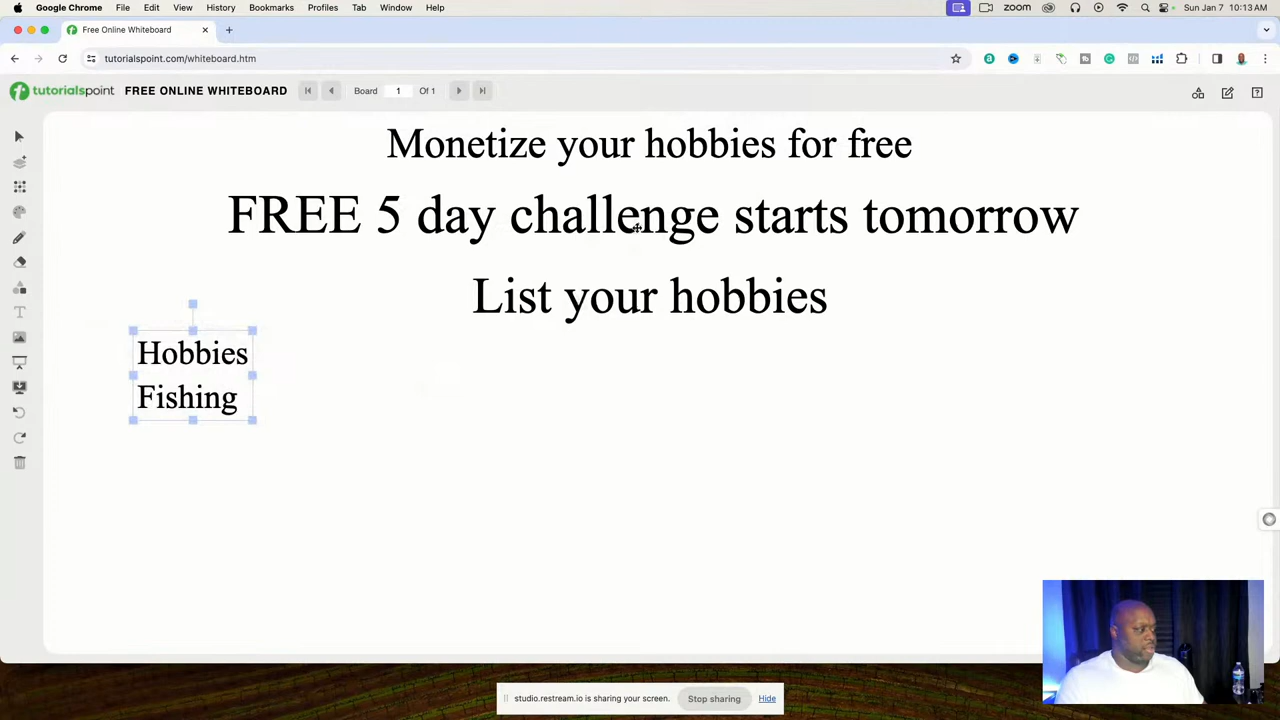 Google Chrome File Edit View History Bookmarks Profiles Tab Window Help zoom Sun Jan 7 10:13 AM
Free Online Whiteboard
tutorialspoint.com/whiteboard.htm
tutorialspoint FREE ONLINE WHITEBOARD Board 1 Of 1
Monetize your hobbies for free
FREE 5 day challenge starts tomorrow
List your hobbies
Hobbies
Fishing
studio.restream.io is sharing your screen. Stop sharing Hide